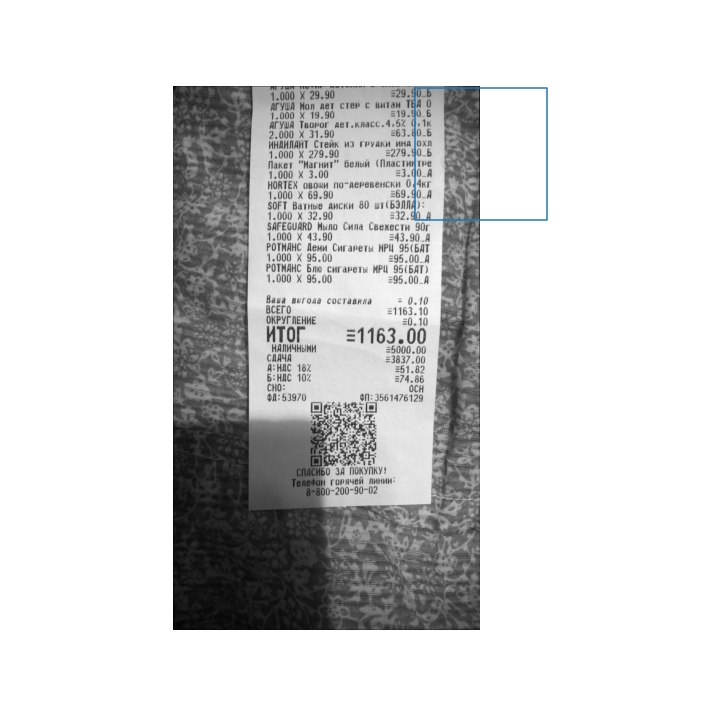 1.000 X 29.90 ≡29.90_Б
АГУША Мол дет стер с витан ТБА 0
1.000 X 19.90 ≡19.90_Б
АГУША Творог дет.класс.4.5% 0.1к
2.000 X 31.90 ≡63.80_Б
ИНДИЛАЙТ Стейк из грудки инд охл
1.000 X 279.90 ≡279.90_Б
Пакет "Магнит" белый (Пластиктре
1.000 X 3.00 ≡3.00_А
HORTEX овощи по-деревенски 0.4кг
1.000 X 69.90 ≡69.90_А
SOFT Ватные диски 80 шт(БЭЛЛА):
1.000 X 32.90 ≡32.90_А
SAFEGUARD Мыло Сила Свежести 90г
1.000 X 43.90 ≡43.90_А
РОТМАНС Деми Сигареты МРЦ 95(БАТ
1.000 X 95.00 ≡95.00_А
РОТМАНС Блю сигареты МРЦ 95(БАТ)
1.000 X 95.00 ≡95.00_А
Ваша выгода составила = 0.10
ВСЕГО ≡1163.10
ОКРУГЛЕНИЕ ≡0.10
ИТОГ ≡1163.00
НАЛИЧНЫМИ ≡5000.00
СДАЧА ≡3837.00
А:НДС 18% ≡51.82
Б:НДС 10% ≡74.86
СНО: ОСН
ФД:53970 ФП:3561476129
СПАСИБО ЗА ПОКУПКУ!
Телефон горячей линии:
8-800-200-90-02